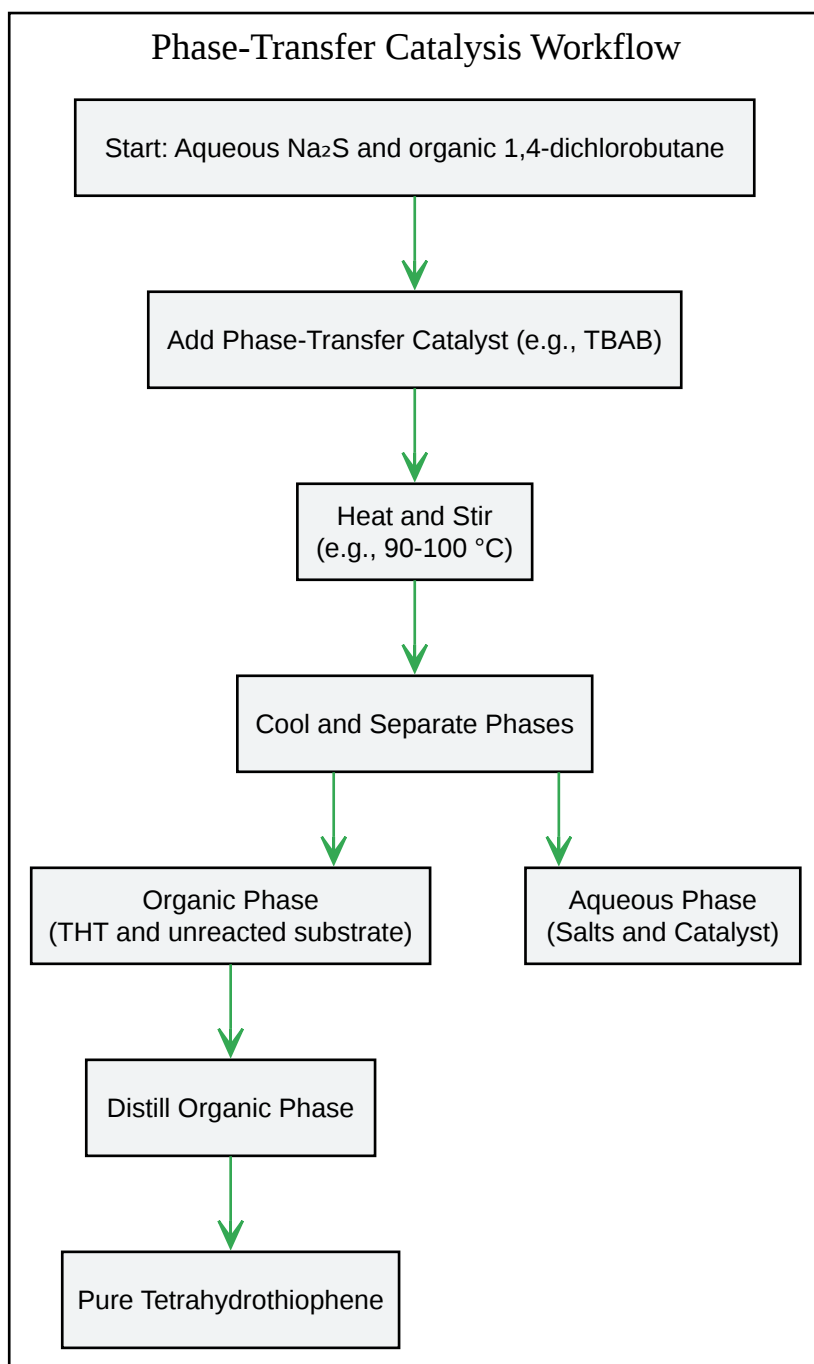 Phase-Transfer Catalysis Workflow
Start: Aqueous Na₂S and organic 1,4-dichlorobutane
Add Phase-Transfer Catalyst (e.g., TBAB)
Heat and Stir
(e.g., 90-100 °C)
Cool and Separate Phases
Organic Phase
(THT and unreacted substrate)
Aqueous Phase
(Salts and Catalyst)
Distill Organic Phase
Pure Tetrahydrothiophene